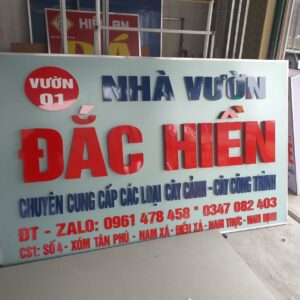 HIỀN
VƯỜN
01
NHÀ VƯỜN
ĐẮC HIỀN
CHUYÊN CUNG CẤP CÁC LOẠI CÂY CẢNH - CÂY CÔNG TRÌNH
ĐT - ZALO: 0961 478 458 * 0347 082 403
CS1: SỐ 4 - XÓM TÂN PHÚ - NAM XÁ - ĐIỀN XÁ - NAM TRỰC - NAM ĐỊNH